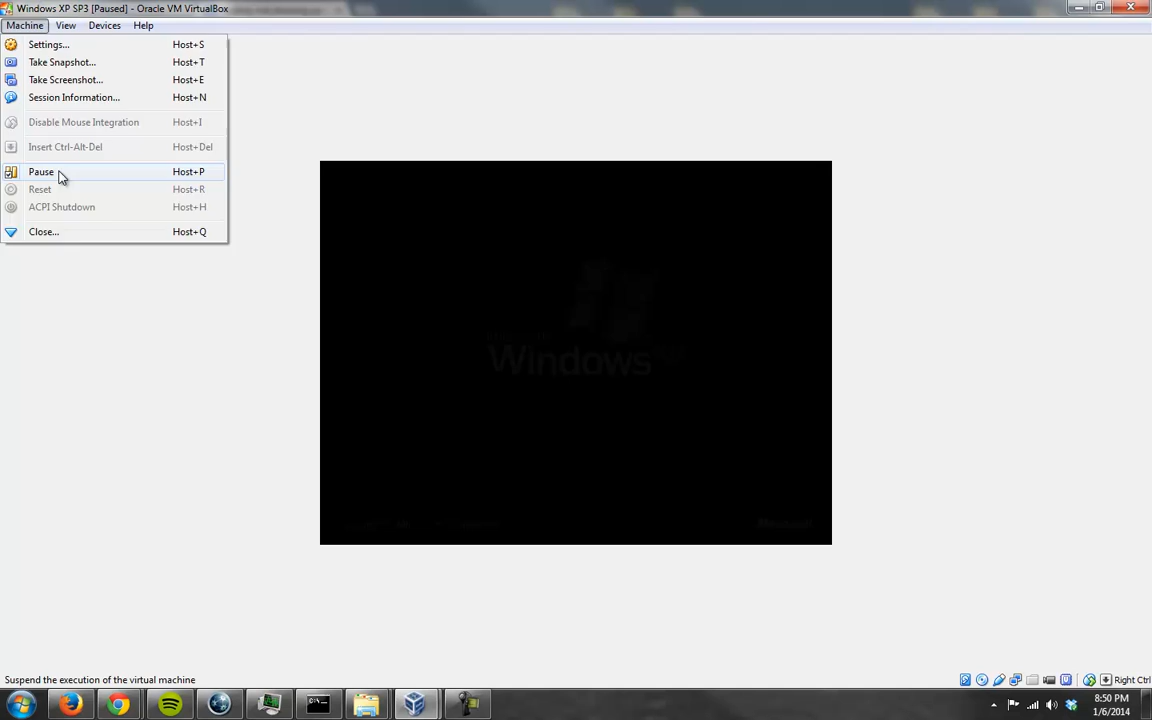 Windows XP SP3 [Paused] - Oracle VM VirtualBox
Machine View Devices Help
Settings... Host+S
Take Snapshot... Host+T
Take Screenshot... Host+E
Session Information... Host+N
Disable Mouse Integration Host+I
Insert Ctrl-Alt-Del Host+Del
Pause Host+P
Reset Host+R
ACPI Shutdown Host+H
Close... Host+Q
Windows xp
Microsoft
Suspend the execution of the virtual machine
Right Ctrl
8:50 PM
1/6/2014